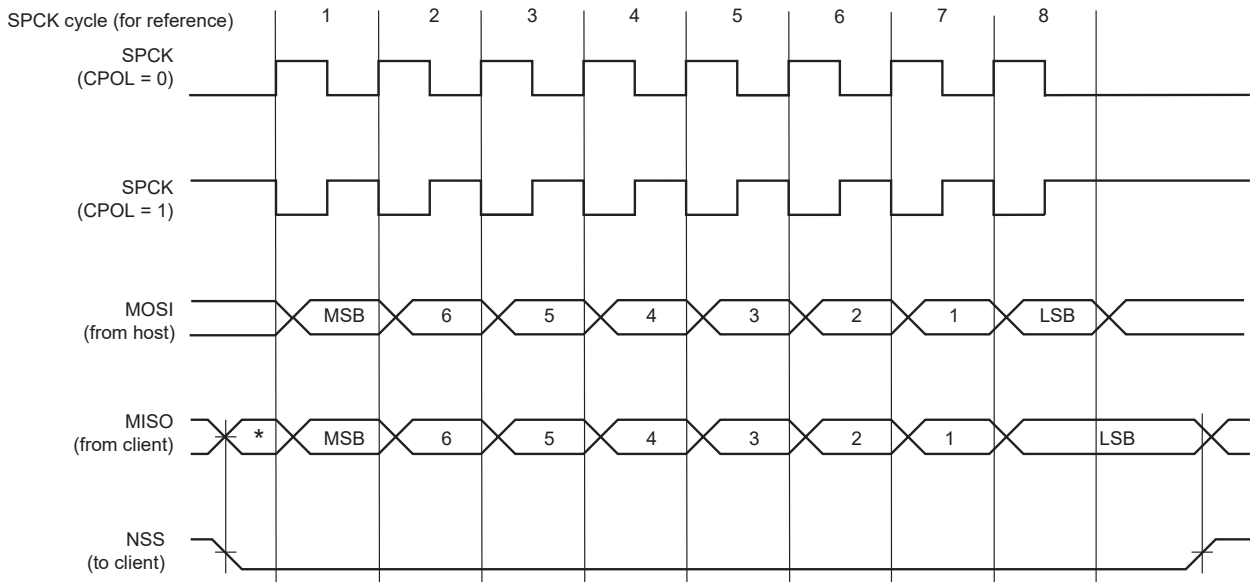 SPCK cycle (for reference) 1 2 3 4 5 6 7 8
SPCK
(CPOL = 0)
SPCK
(CPOL = 1)
MOSI
(from host)
MSB 6 5 4 3 2 1 LSB
MISO
(from client)
* MSB 6 5 4 3 2 1 LSB
NSS
(to client)